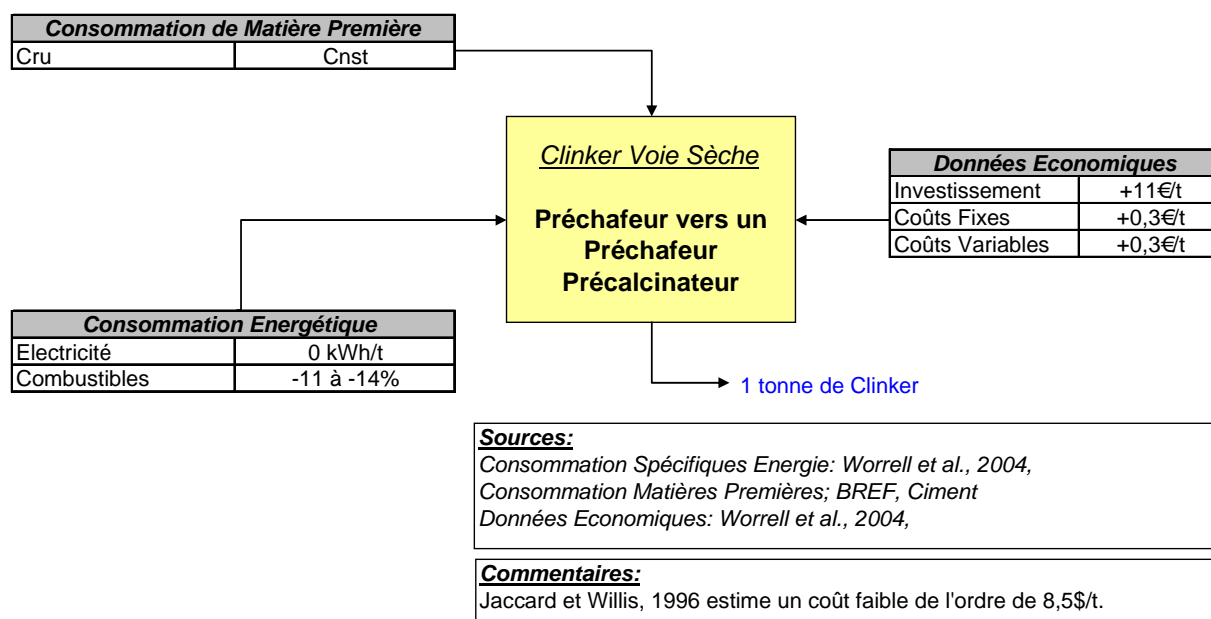 Consommation de Matière Première
Cru Cnst
Clinker Voie Sèche
Préchafeur vers un
Préchafeur
Précalcinateur
Données Economiques
Investissement +11€/t
Coûts Fixes +0,3€/t
Coûts Variables +0,3€/t
Consommation Energétique
Electricité 0 kWh/t
Combustibles -11 à -14%
1 tonne de Clinker
Sources:
Consommation Spécifiques Energie: Worrell et al., 2004,
Consommation Matières Premières; BREF, Ciment
Données Economiques: Worrell et al., 2004,
Commentaires:
Jaccard et Willis, 1996 estime un coût faible de l'ordre de 8,5$/t.